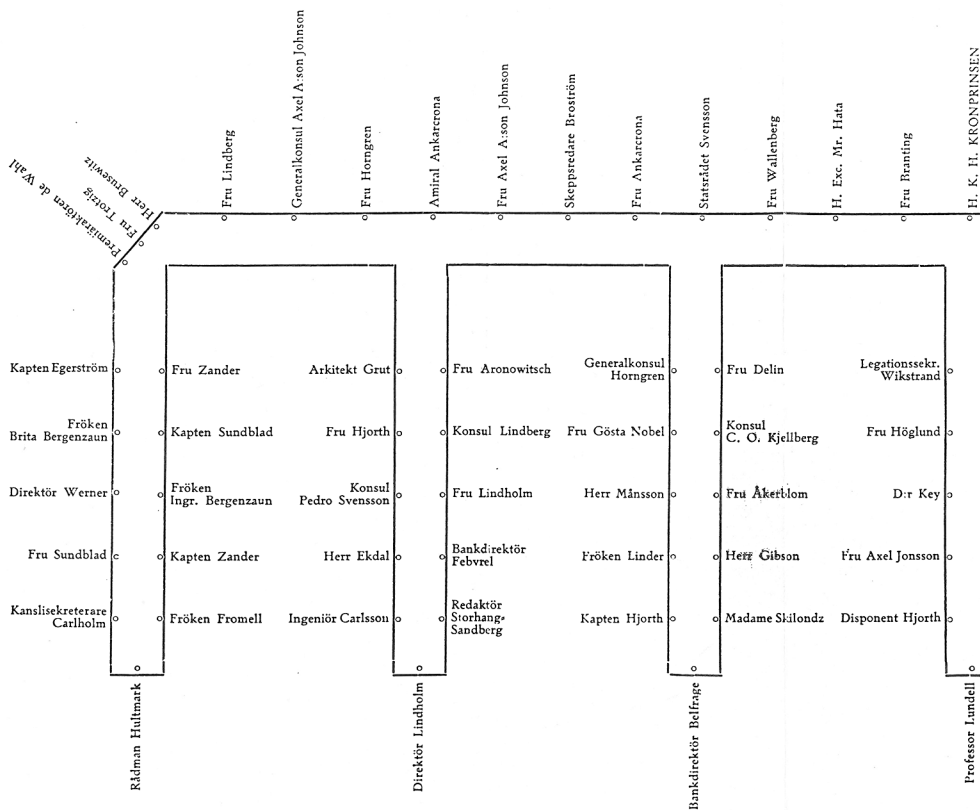 Premiäraktören de Wahl
Fru Trotzig
Herr Brusewitz
Fru Lindberg
Generalkonsul Axel A:son Johnson
Fru Horngren
Amiral Ankarcrona
Fru Axel A:son Johnson
Skeppsredare Broström
Fru Ankarcrona
Statsrådet Svensson
Fru Wallenberg
H. Exc. Mr. Hata
Fru Branting
H. K. H. KRONPRINSEN
Kapten Egerström
Fröken
Brita Bergenzaun
Direktör Werner
Fru Sundblad
Kanslisekreterare
Carlholm
Fru Zander
Kapten Sundblad
Fröken
Ingr. Bergenzaun
Kapten Zander
Fröken Fromell
Rådman Hultmark
Arkitekt Grut
Fru Hjorth
Konsul
Pedro Svensson
Herr Ekdal
Ingeniör Carlsson
Fru Aronowitsch
Konsul Lindberg
Fru Lindholm
Bankdirektör
Febvrel
Redaktör
Storhang-
Sandberg
Direktör Lindholm
Generalkonsul
Horngren
Fru Gösta Nobel
Herr Månsson
Fröken Linder
Kapten Hjorth
Fru Delin
Konsul
C. O. Kjellberg
Fru Åkerblom
Herr Gibson
Madame Skilondz
Bankdirektör Belfrage
Legationssekr.
Wikstrand
Fru Höglund
D:r Key
Fru Axel Jonsson
Disponent Hjorth
Professor Lundell